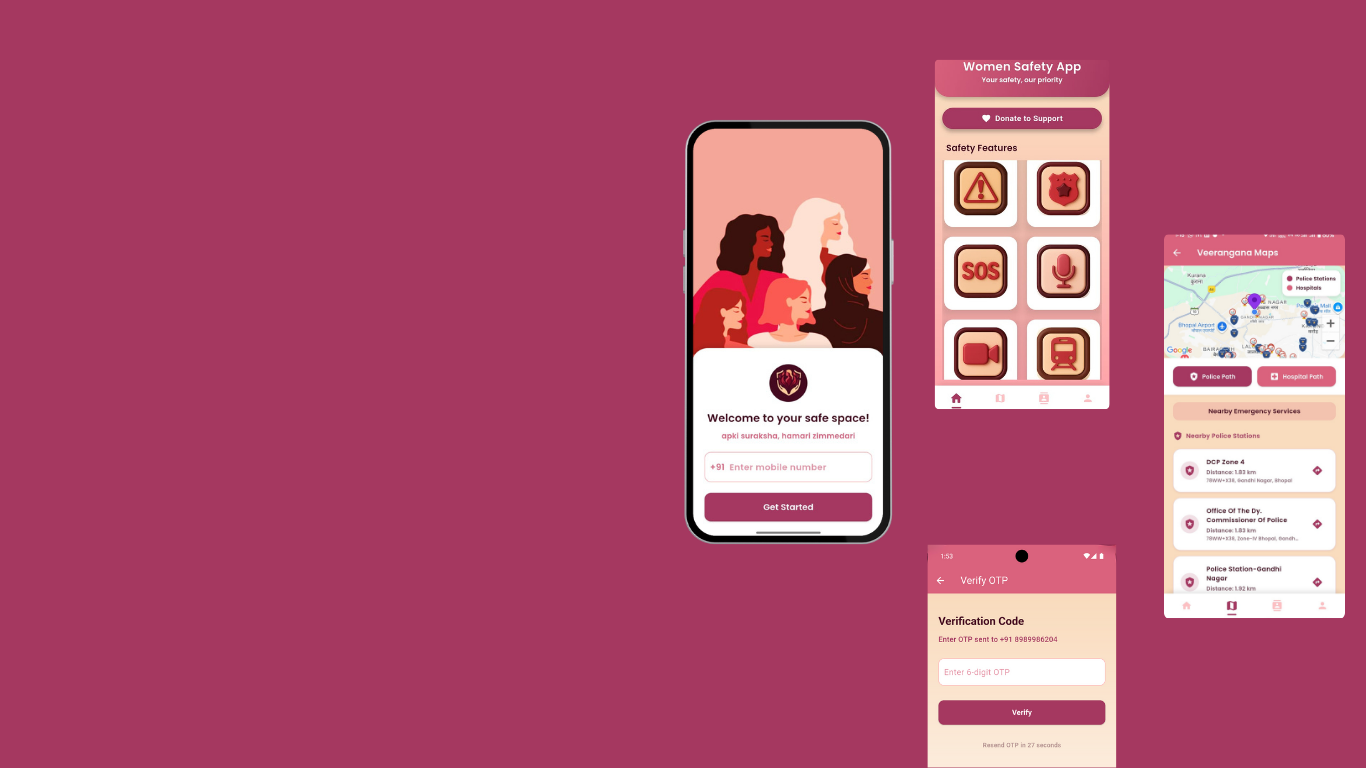 Welcome to your safe space!
apki suraksha, hamari zimmedari
+91 Enter mobile number
Get Started
Women Safety App
Your safety, our priority
Donate to Support
Safety Features
SOS
1:53
Verify OTP
Verification Code
Enter OTP sent to +91 8989986204
Enter 6-digit OTP
Verify
Resend OTP in 27 seconds
Veerangana Maps
Police Stations
Hospitals
Kurana
कुराना
Bhopal Airport
Google
+
−
Police Path
Hospital Path
Nearby Emergency Services
Nearby Police Stations
DCP Zone 4
Distance: 1.83 km
Gandhi Nagar, Bhopal
Office Of The Dy.
Commissioner Of Police
Distance: 1.83 km
Zone-IV Bhopal, Gandh...
Police Station-Gandhi
Nagar
Distance: 1.92 km